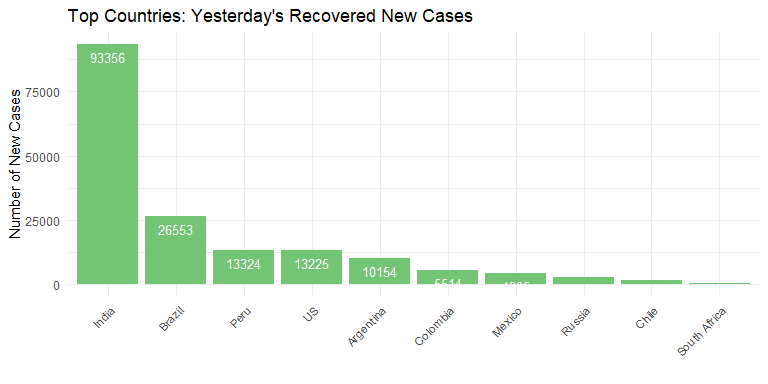 Top Countries: Yesterday's Recovered New Cases
Number of New Cases
75000
50000
25000
0
93356
26553
13324
13225
10154
5514
India
Brazil
Peru
US
Argentina
Colombia
Mexico
Russia
Chile
South Africa